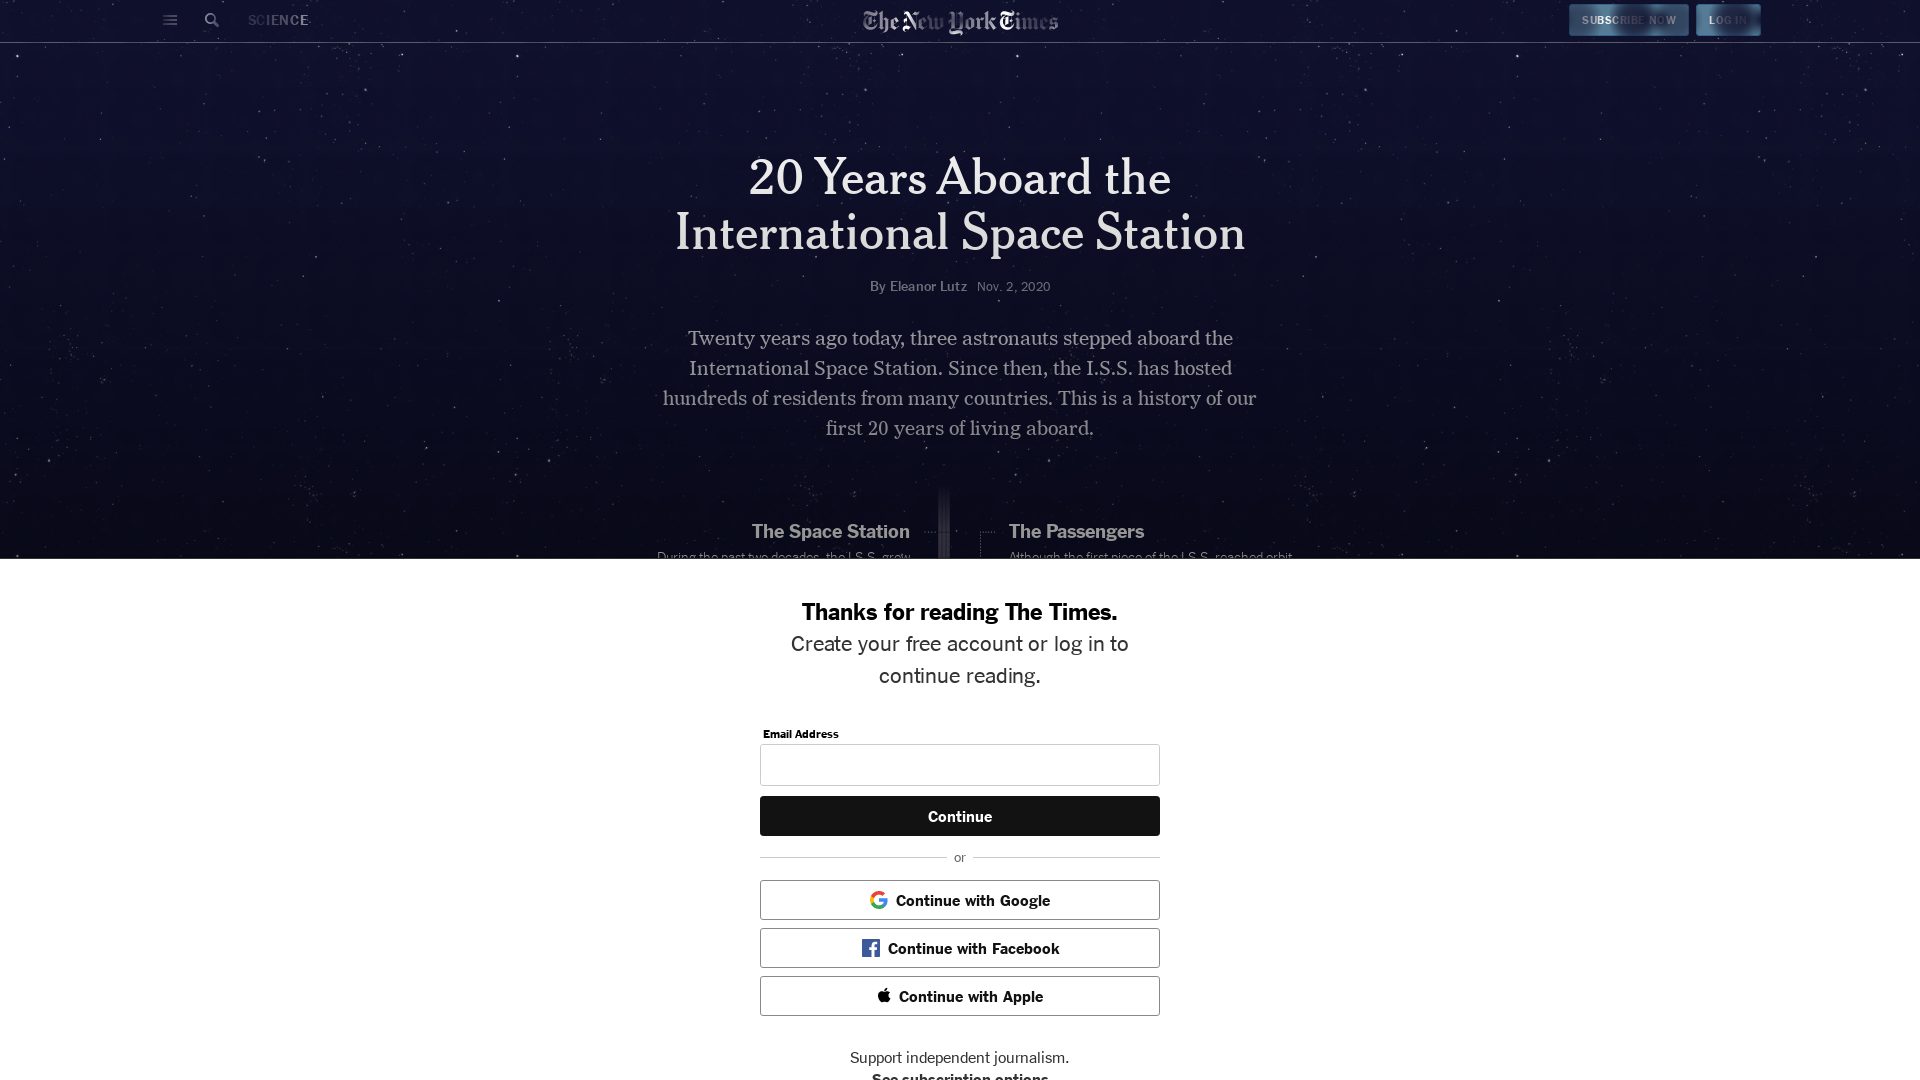 SCIENCE
The New York Times
SUBSCRIBE NOW
LOG IN
20 Years Aboard the
International Space Station
By Eleanor Lutz Nov. 2, 2020
Twenty years ago today, three astronauts stepped aboard the
International Space Station. Since then, the I.S.S. has hosted
hundreds of residents from many countries. This is a history of our
first 20 years of living aboard.
The Space Station
During the past two decades, the I.S.S. grew
The Passengers
Although the first piece of the I.S.S. reached orbit
Thanks for reading The Times.
Create your free account or log in to
continue reading.
Email Address
Continue
or
Continue with Google
Continue with Facebook
Continue with Apple
Support independent journalism.
See subscription options